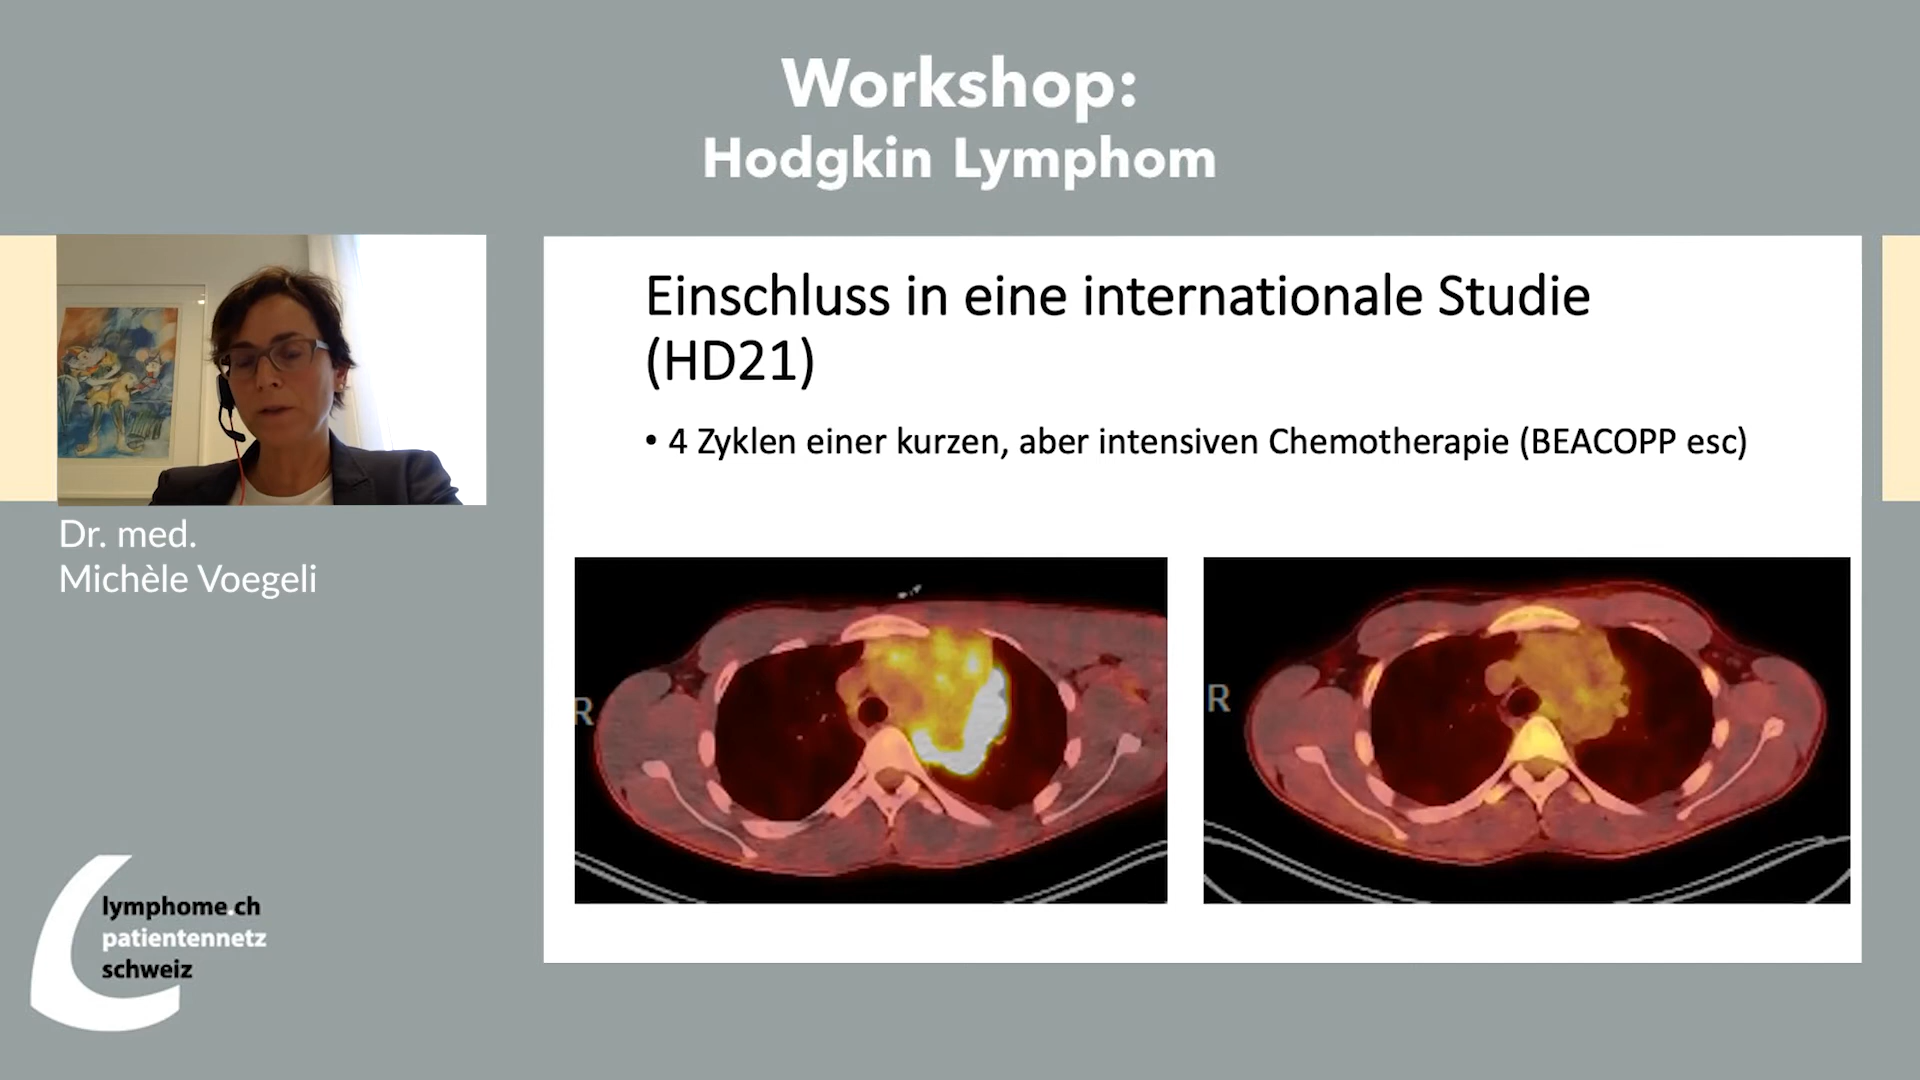 Workshop:
Hodgkin Lymphom
Dr. med.
Michèle Voegeli
Einschluss in eine internationale Studie
(HD21)
• 4 Zyklen einer kurzen, aber intensiven Chemotherapie (BEACOPP esc)
R
R
lymphome.ch
patientennetz
schweiz